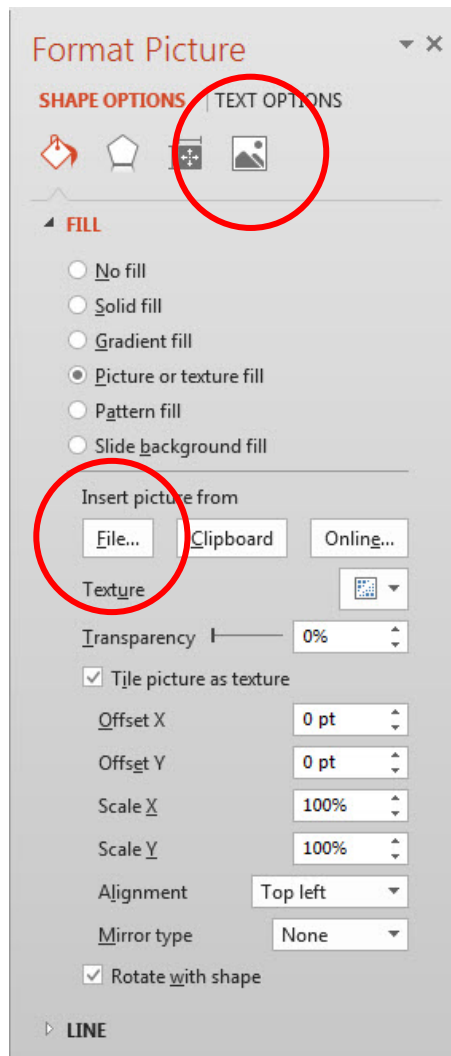 Format Picture
SHAPE OPTIONS | TEXT OPTIONS
FILL
No fill
Solid fill
Gradient fill
Picture or texture fill
Pattern fill
Slide background fill
Insert picture from
File... Clipboard Online...
Texture
Transparency 0%
Tile picture as texture
Offset X 0 pt
Offset Y 0 pt
Scale X 100%
Scale Y 100%
Alignment Top left
Mirror type None
Rotate with shape
LINE